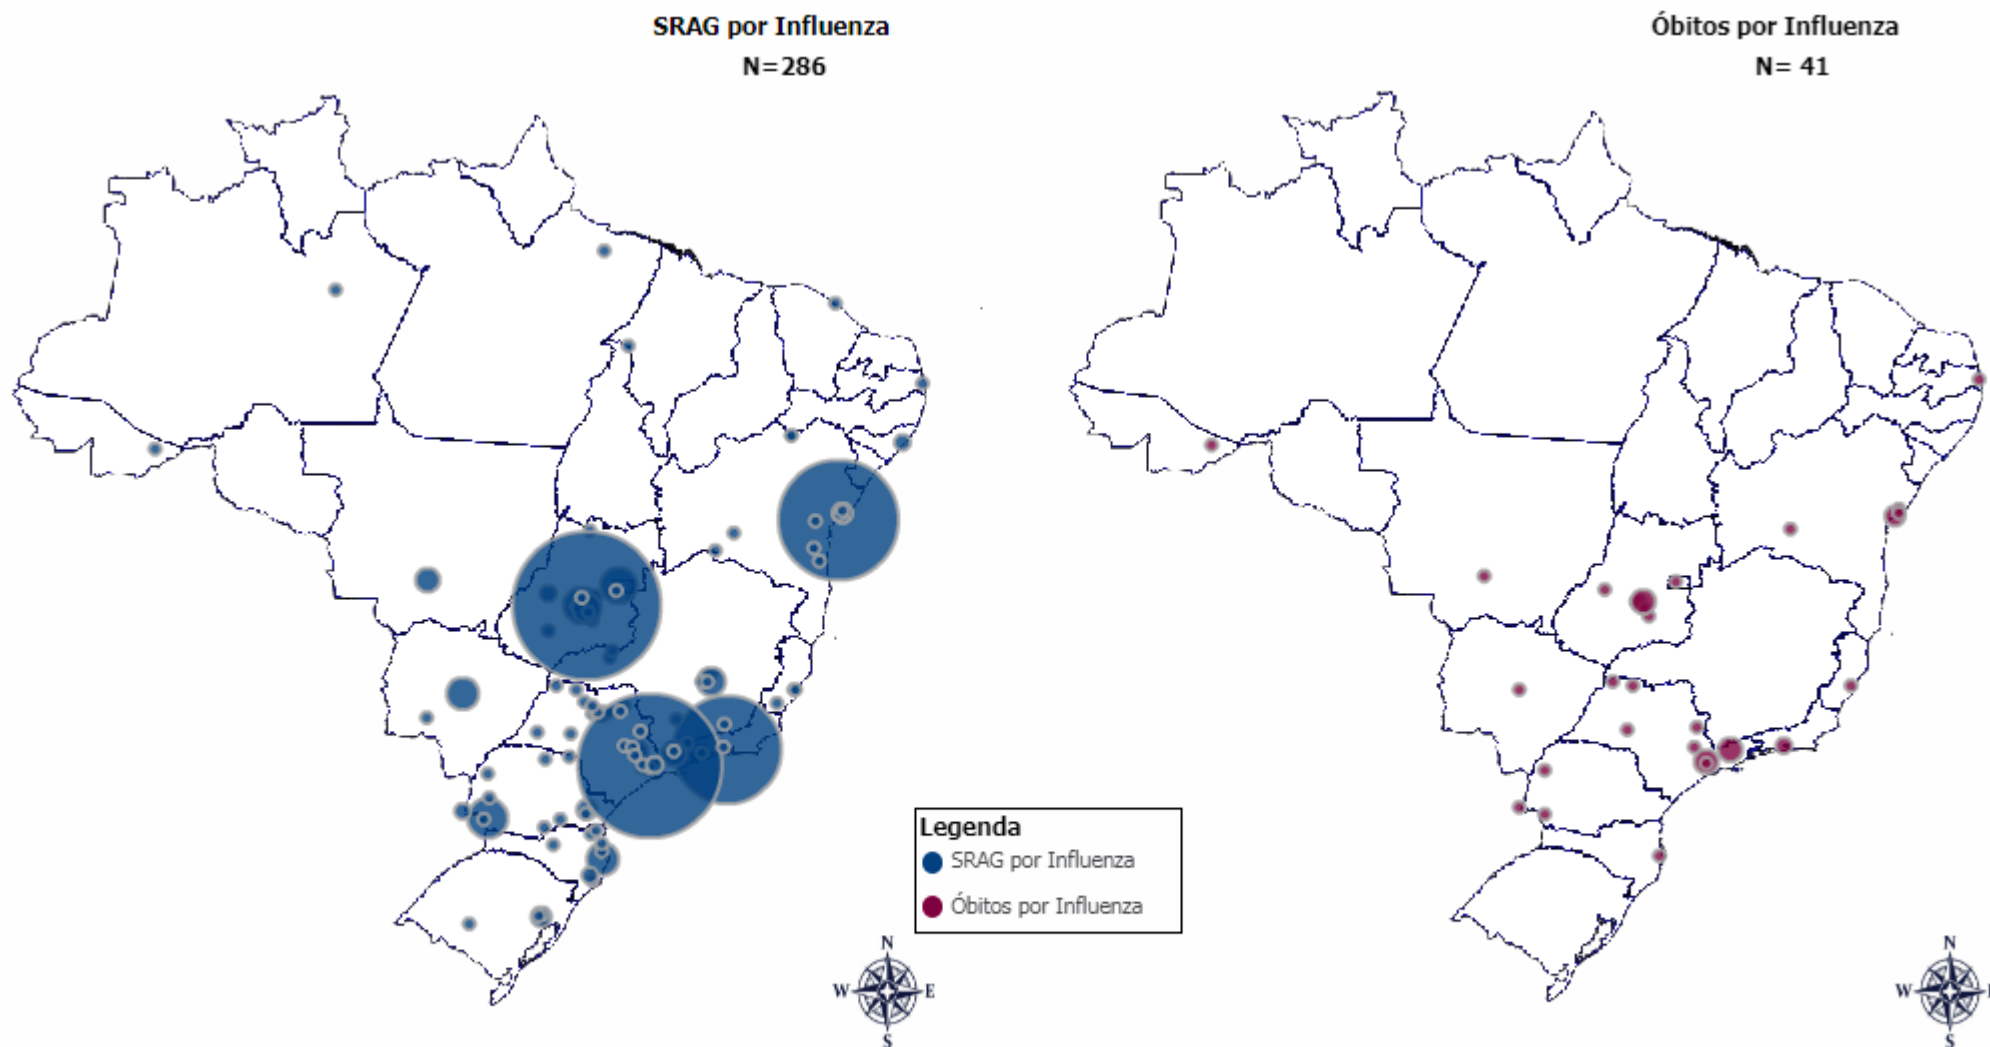 SRAG por Influenza
N=286
Óbitos por Influenza
N= 41
Legenda
SRAG por Influenza
Óbitos por Influenza
N
W E
S
N
W
S